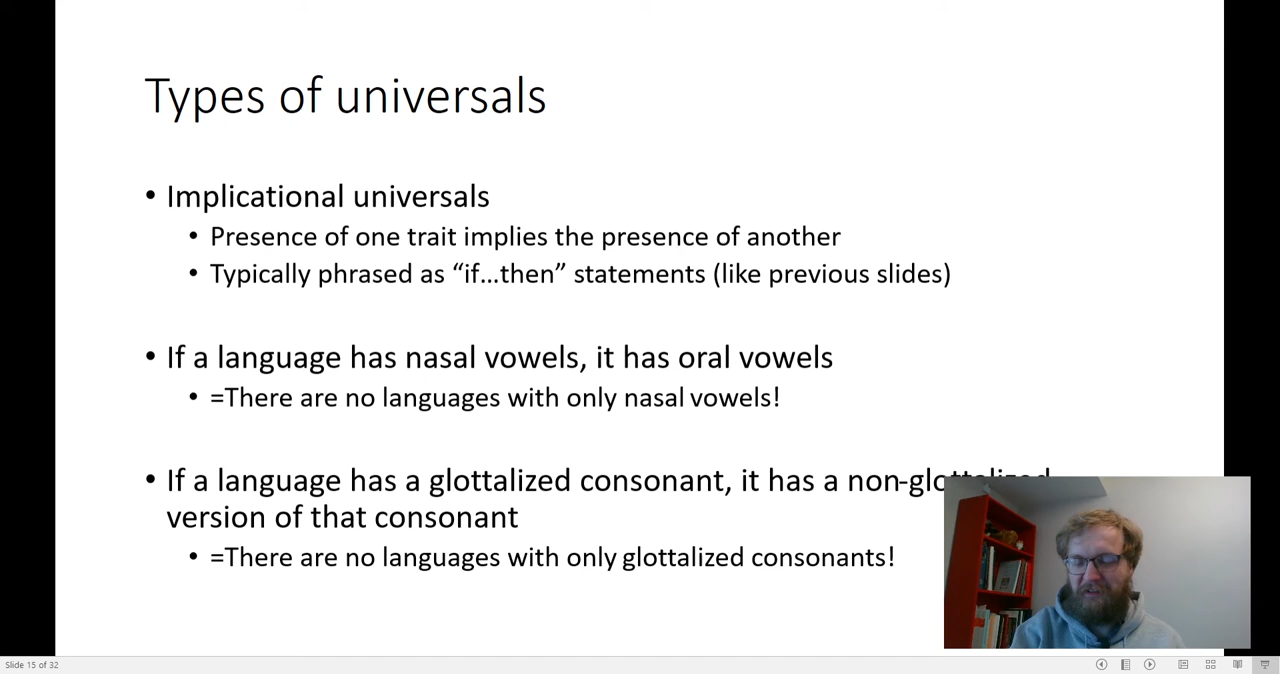 Types of universals
• Implicational universals
• Presence of one trait implies the presence of another
• Typically phrased as “if…then” statements (like previous slides)
• If a language has nasal vowels, it has oral vowels
• =There are no languages with only nasal vowels!
• If a language has a glottalized consonant, it has a non-glottalized
version of that consonant
• =There are no languages with only glottalized consonants!
Slide 15 of 32